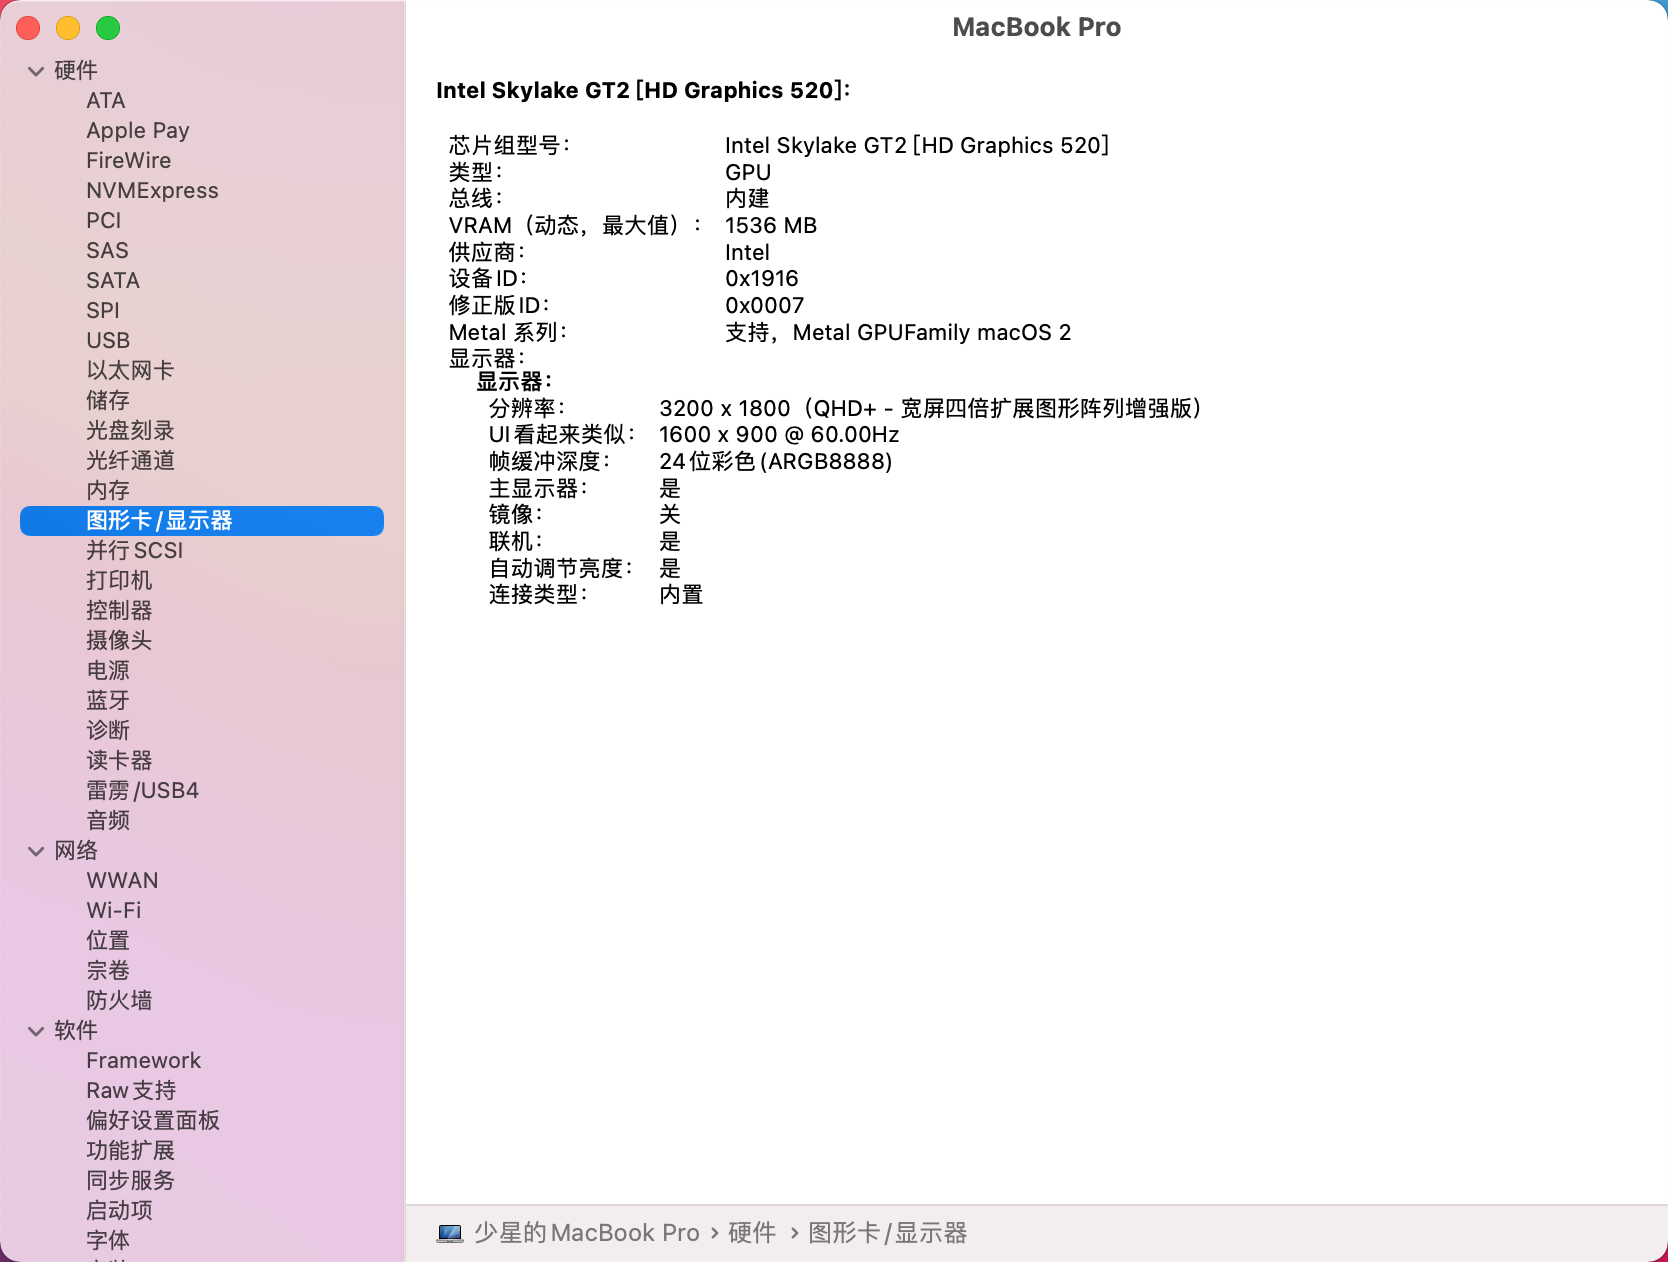 MacBook Pro
硬件
ATA
Apple Pay
FireWire
NVMExpress
PCI
SAS
SATA
SPI
USB
以太网卡
储存
光盘刻录
光纤通道
内存
图形卡/显示器
并行SCSI
打印机
控制器
摄像头
电源
蓝牙
诊断
读卡器
雷雳/USB4
音频
网络
WWAN
Wi-Fi
位置
宗卷
防火墙
软件
Framework
Raw支持
偏好设置面板
功能扩展
同步服务
启动项
字体
Intel Skylake GT2 [HD Graphics 520]：
芯片组型号： Intel Skylake GT2 [HD Graphics 520]
类型： GPU
总线： 内建
VRAM（动态，最大值）： 1536 MB
供应商： Intel
设备ID： 0x1916
修正版ID： 0x0007
Metal 系列： 支持，Metal GPUFamily macOS 2
显示器：
显示器：
分辨率： 3200 x 1800（QHD+ - 宽屏四倍扩展图形阵列增强版）
UI看起来类似： 1600 x 900 @ 60.00Hz
帧缓冲深度： 24位彩色(ARGB8888)
主显示器： 是
镜像： 关
联机： 是
自动调节亮度： 是
连接类型： 内置
少星的MacBook Pro › 硬件 › 图形卡/显示器